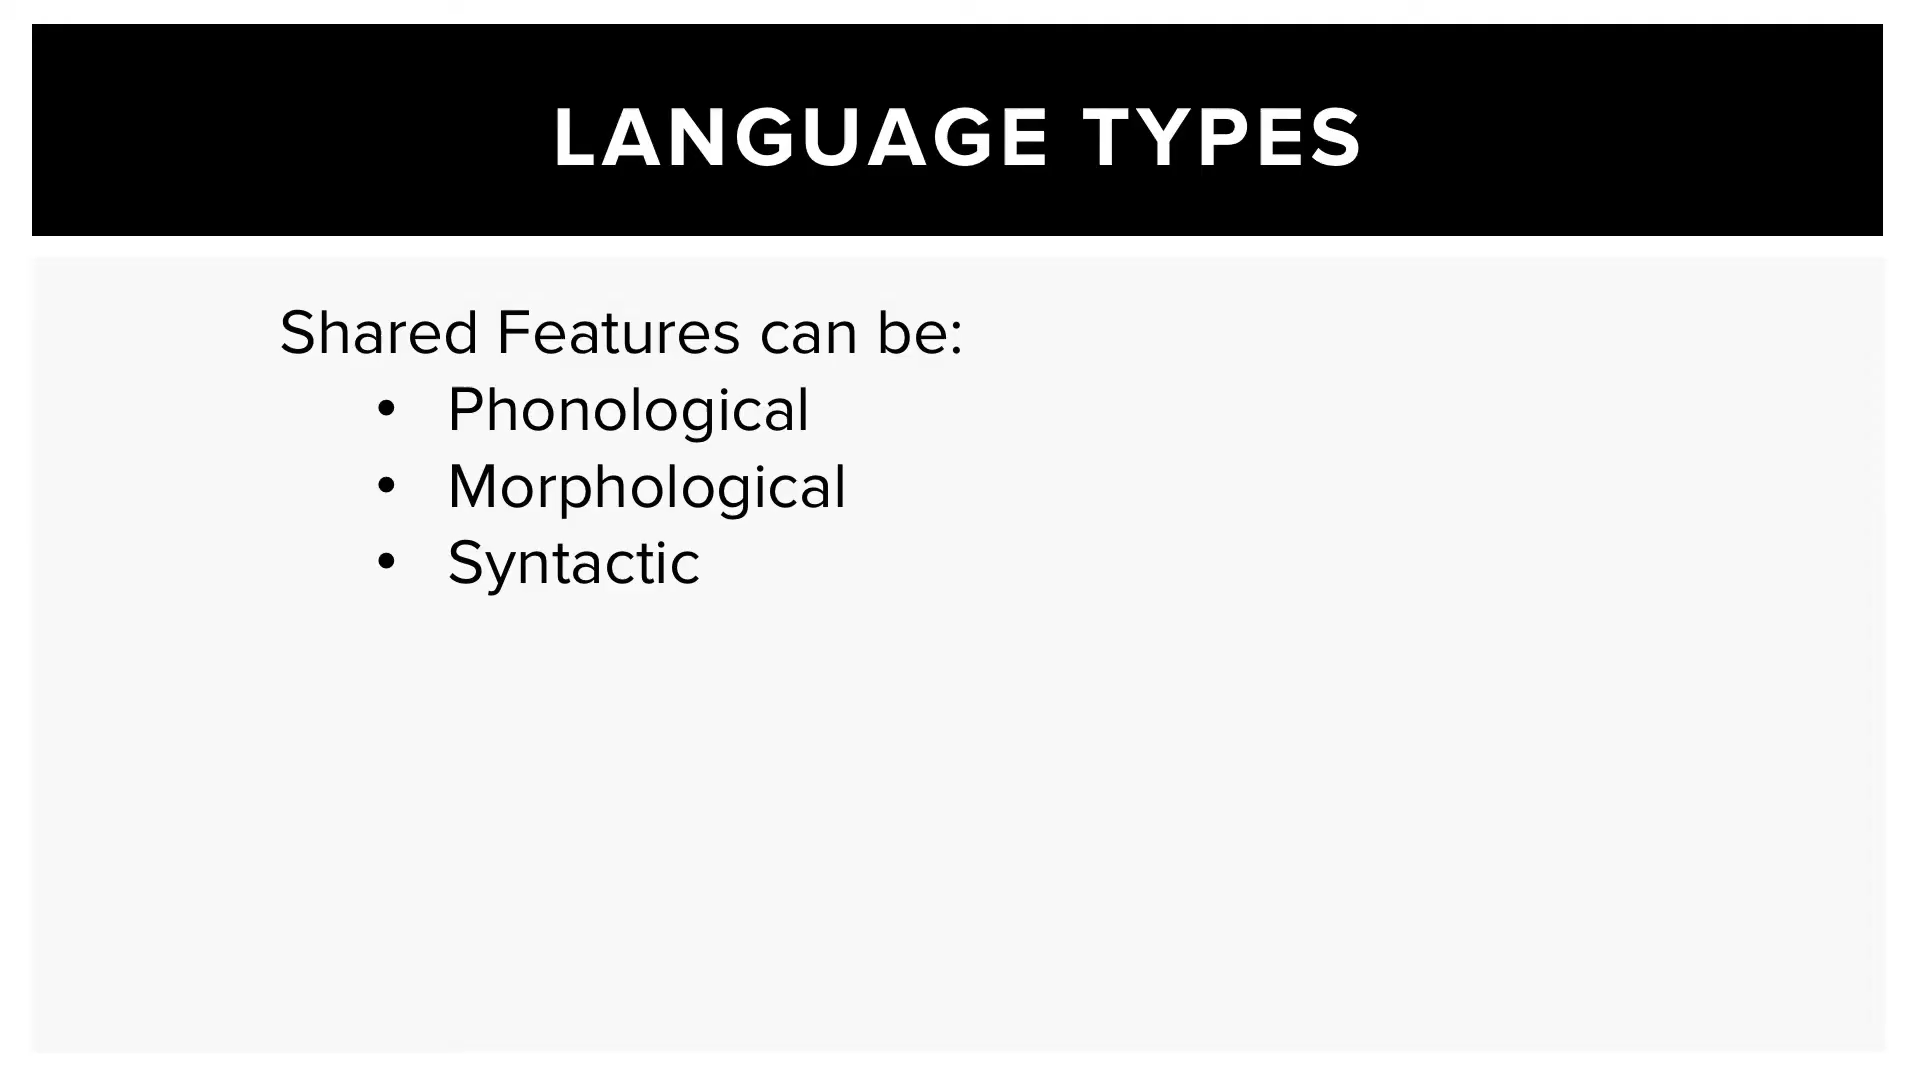 LANGUAGE TYPES
Shared Features can be:
• Phonological
• Morphological
• Syntactic